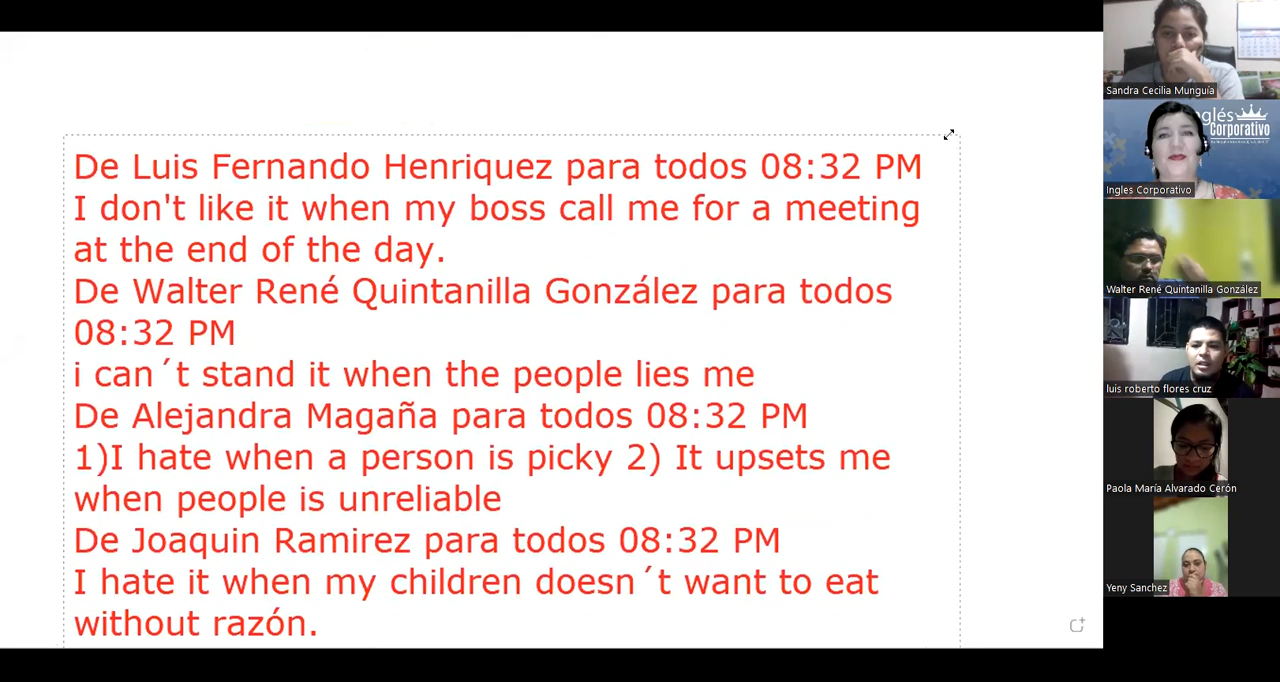 De Luis Fernando Henriquez para todos 08:32 PM
I don't like it when my boss call me for a meeting
at the end of the day.
De Walter René Quintanilla González para todos
08:32 PM
i can´t stand it when the people lies me
De Alejandra Magaña para todos 08:32 PM
1)I hate when a person is picky 2) It upsets me
when people is unreliable
De Joaquin Ramirez para todos 08:32 PM
I hate it when my children doesn´t want to eat
without razón.
Sandra Cecilia Munguía
nglés
Corporativo
Ingles Corporativo
Walter René Quintanilla González
luis roberto flores cruz
Paola María Alvarado Cerón
Yeny Sanchez